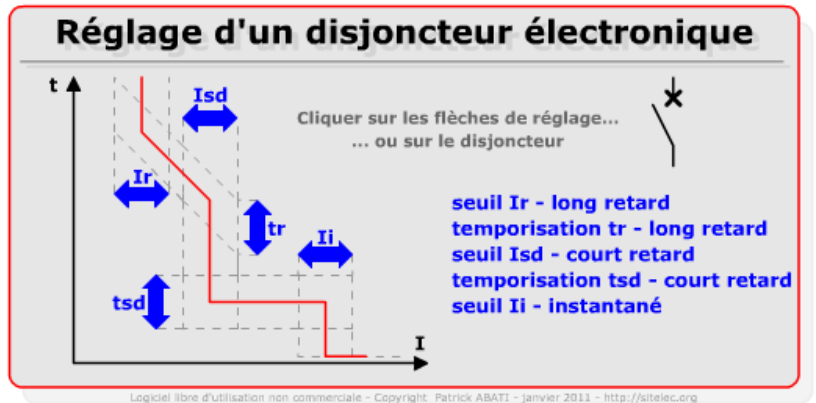 Réglage d'un disjoncteur électronique
t
Isd
Cliquer sur les flèches de réglage...
... ou sur le disjoncteur
Ir
seuil Ir - long retard
temporisation tr - long retard
seuil Isd - court retard
temporisation tsd - court retard
seuil Ii - instantané
tr
Ii
tsd
I
Logiciel libre d'utilisation non commerciale - Copyright Patrick ABATI - janvier 2011 - http://sitelec.org